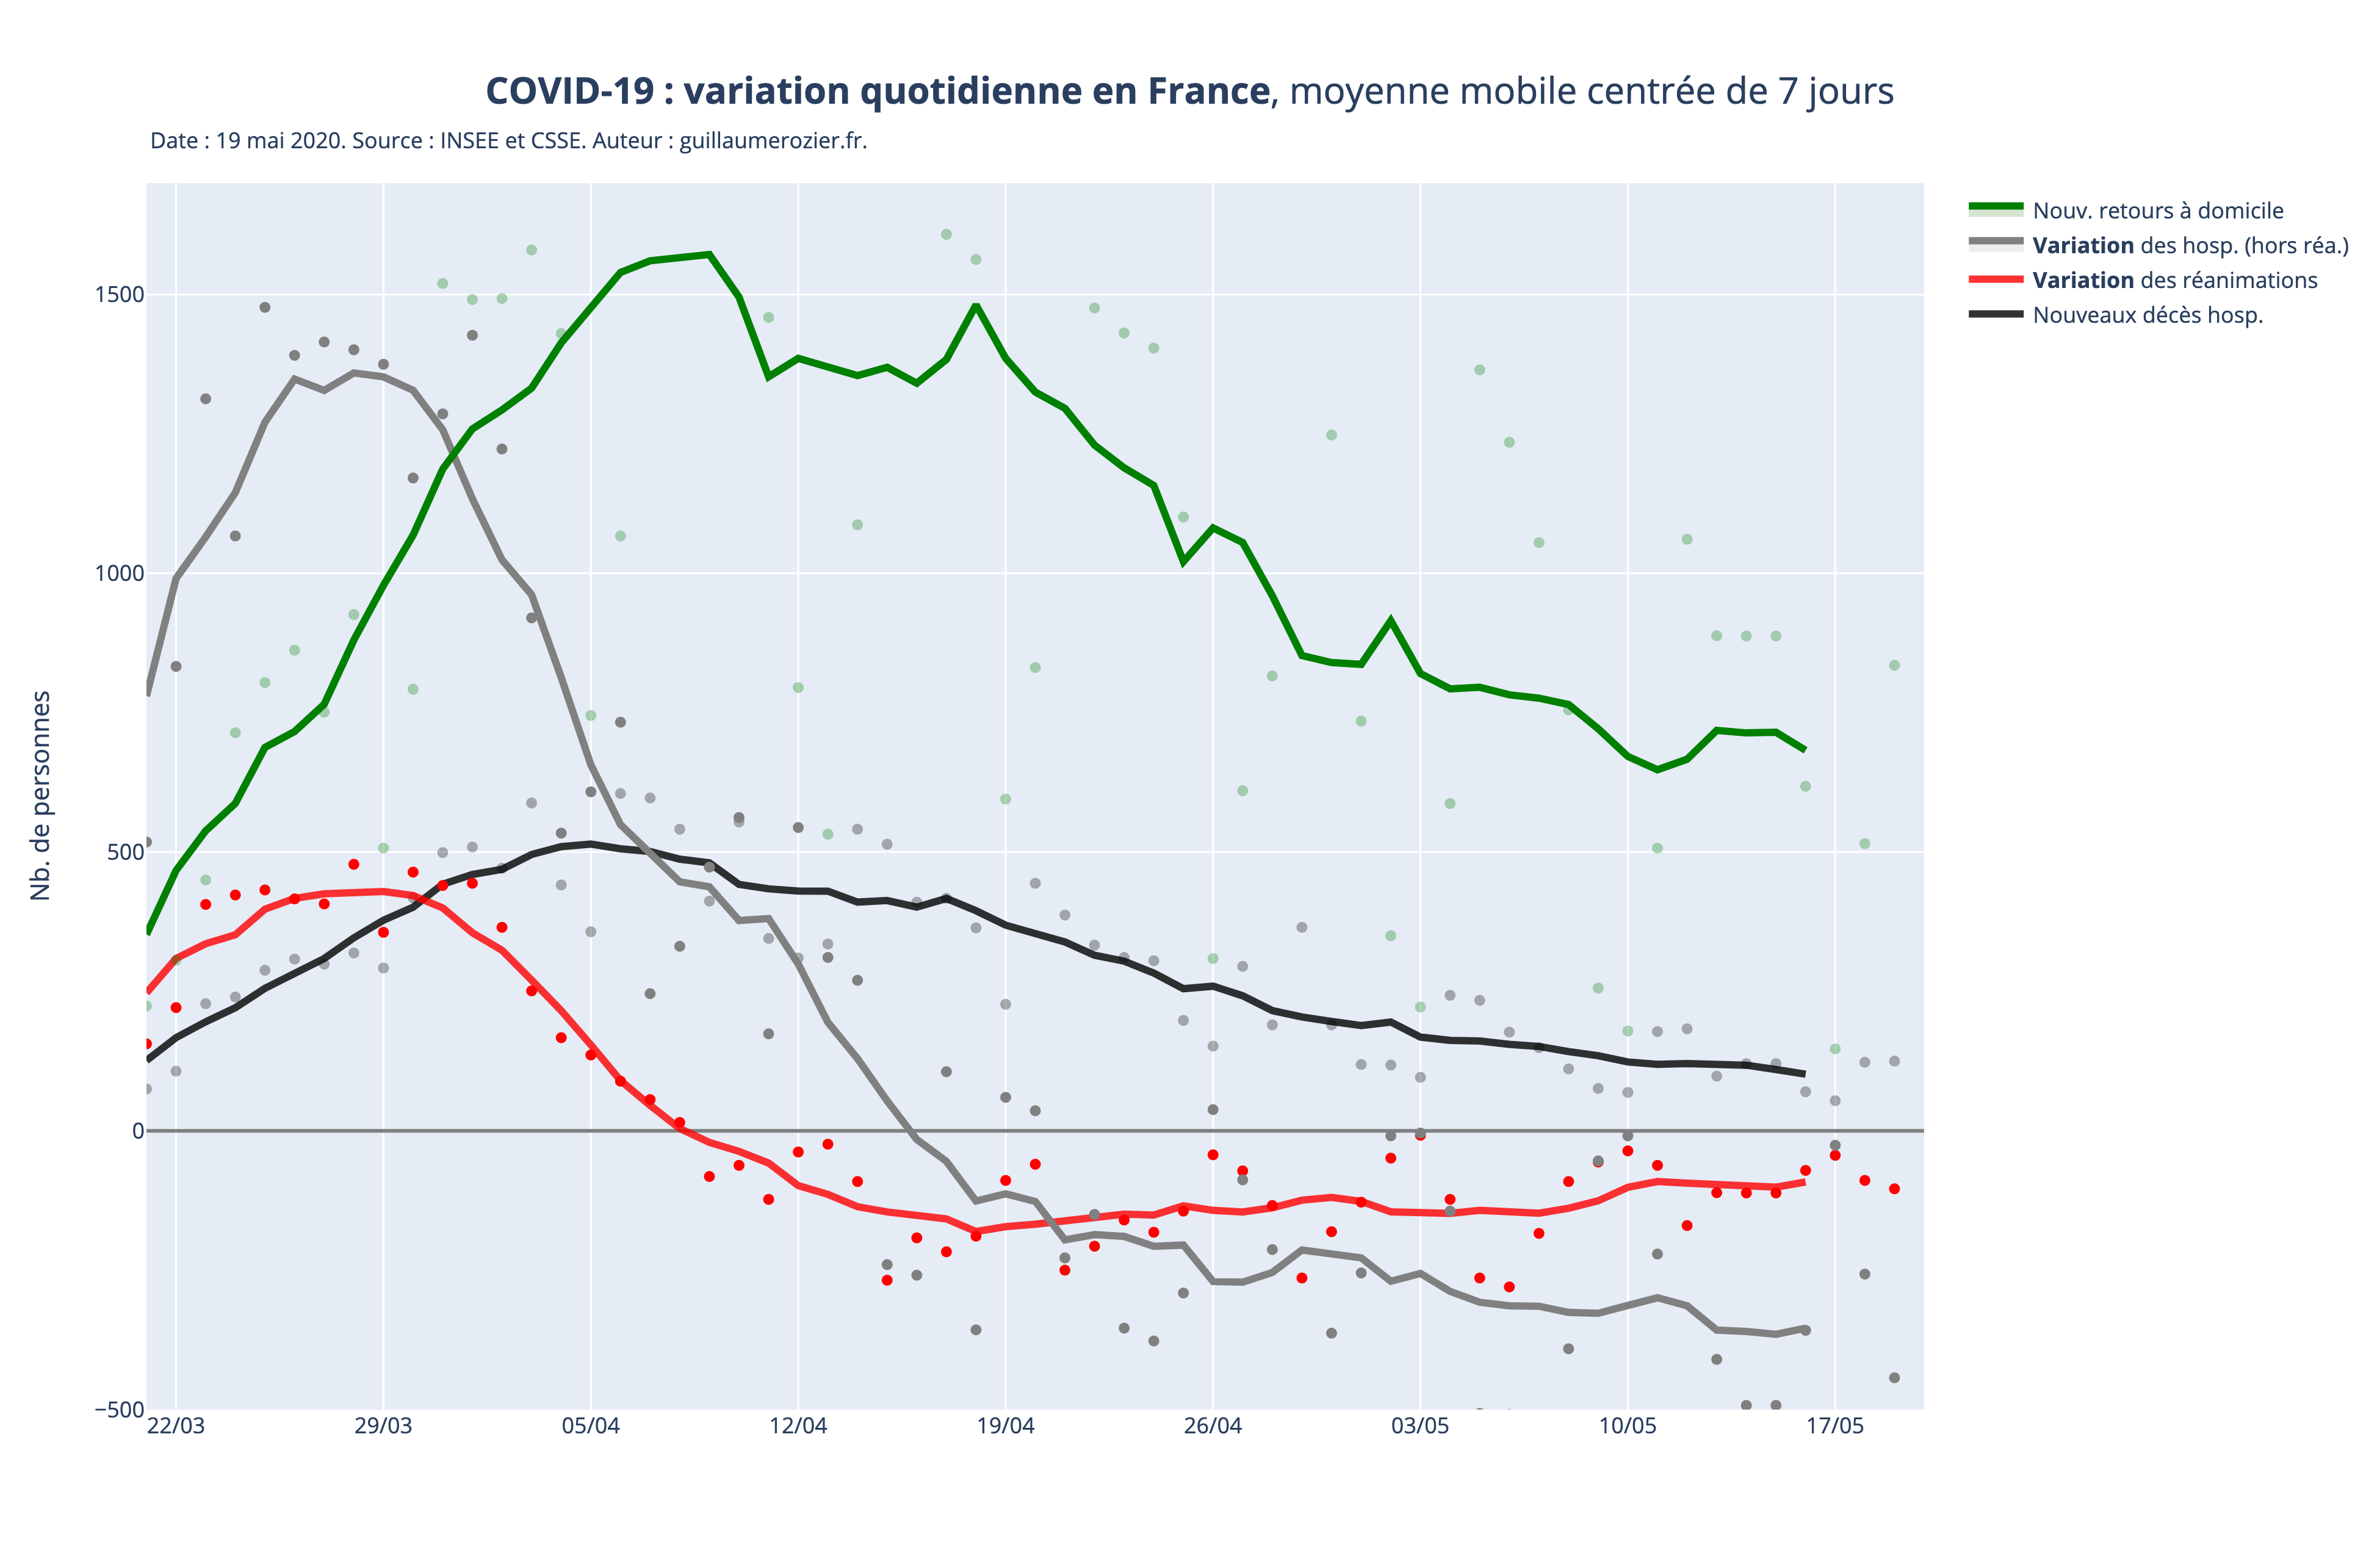 COVID-19 : variation quotidienne en France, moyenne mobile centrée de 7 jours
Date : 19 mai 2020. Source : INSEE et CSSE. Auteur : guillaumerozier.fr.
Nouv. retours à domicile
Variation des hosp. (hors réa.)
Variation des réanimations
Nouveaux décès hosp.
Nb. de personnes
1500
1000
500
0
−500
22/03 29/03 05/04 12/04 19/04 26/04 03/05 10/05 17/05